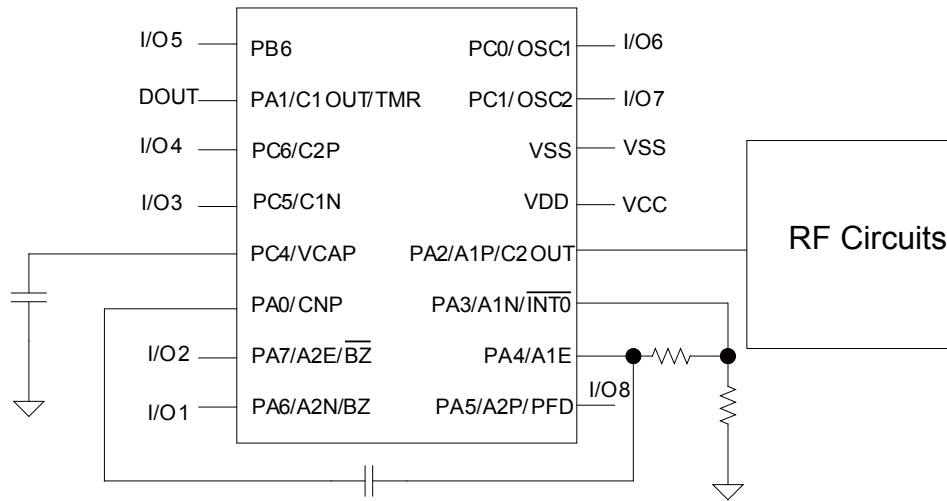 I/O5
PB6
PC0/OSC1
I/O6
DOUT
PA1/C1OUT/TMR
PC1/OSC2
I/O7
I/O4
PC6/C2P
VSS
VSS
I/O3
PC5/C1N
VDD
VCC
PC4/VCAP
PA2/A1P/C2OUT
RF Circuits
PA0/CNP
PA3/A1N/INT0
I/O2
PA7/A2E/BZ
PA4/A1E
I/O1
PA6/A2N/BZ
PA5/A2P/PFD
I/O8